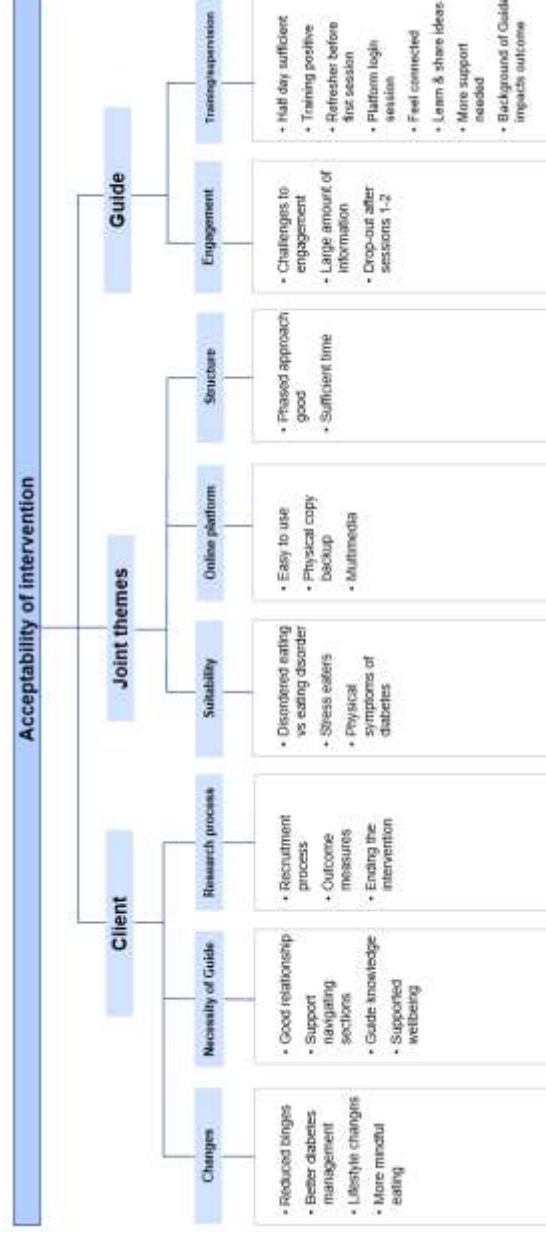 Acceptability of intervention
Client
Joint themes
Guide
Changes
Necessity of Guide
Research process
Suitability
Online platform
Structure
Engagement
Training/supervision
• Reduced binges
• Better diabetes
management
• Lifestyle changes
• More mindful
eating
• Good relationship
• Support
navigating
sections
• Guide knowledge
• Supported
wellbeing
• Recruitment
process
• Outcome
measures
• Ending the
intervention
• Disordered eating
vs eating disorder
• Stress eaters
• Physical
symptoms of
diabetes
• Easy to use
• Physical copy
backup
• Multimedia
• Phased approach
good
• Sufficient time
• Challenges to
engagement
• Large amount of
information
• Drop-out after
sessions 1-2
• Half day sufficient
• Training positive
• Refresher before
first session
• Platform login
session
• Feel connected
• Learn & share ideas
• More support
needed
• Background of Guide
impacts outcome